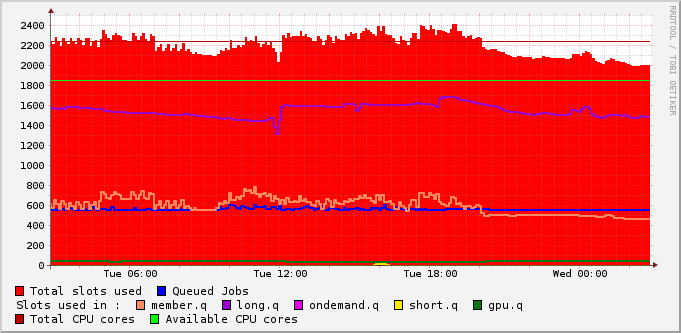 2400
2200
2000
1800
1600
1400
1200
1000
800
600
400
200
0
Tue 06:00 Tue 12:00 Tue 18:00 Wed 00:00
Total slots used Queued Jobs
Slots used in : member.q long.q ondemand.q short.q gpu.q
Total CPU cores Available CPU cores
RRDTOOL / TOBI OETIKER